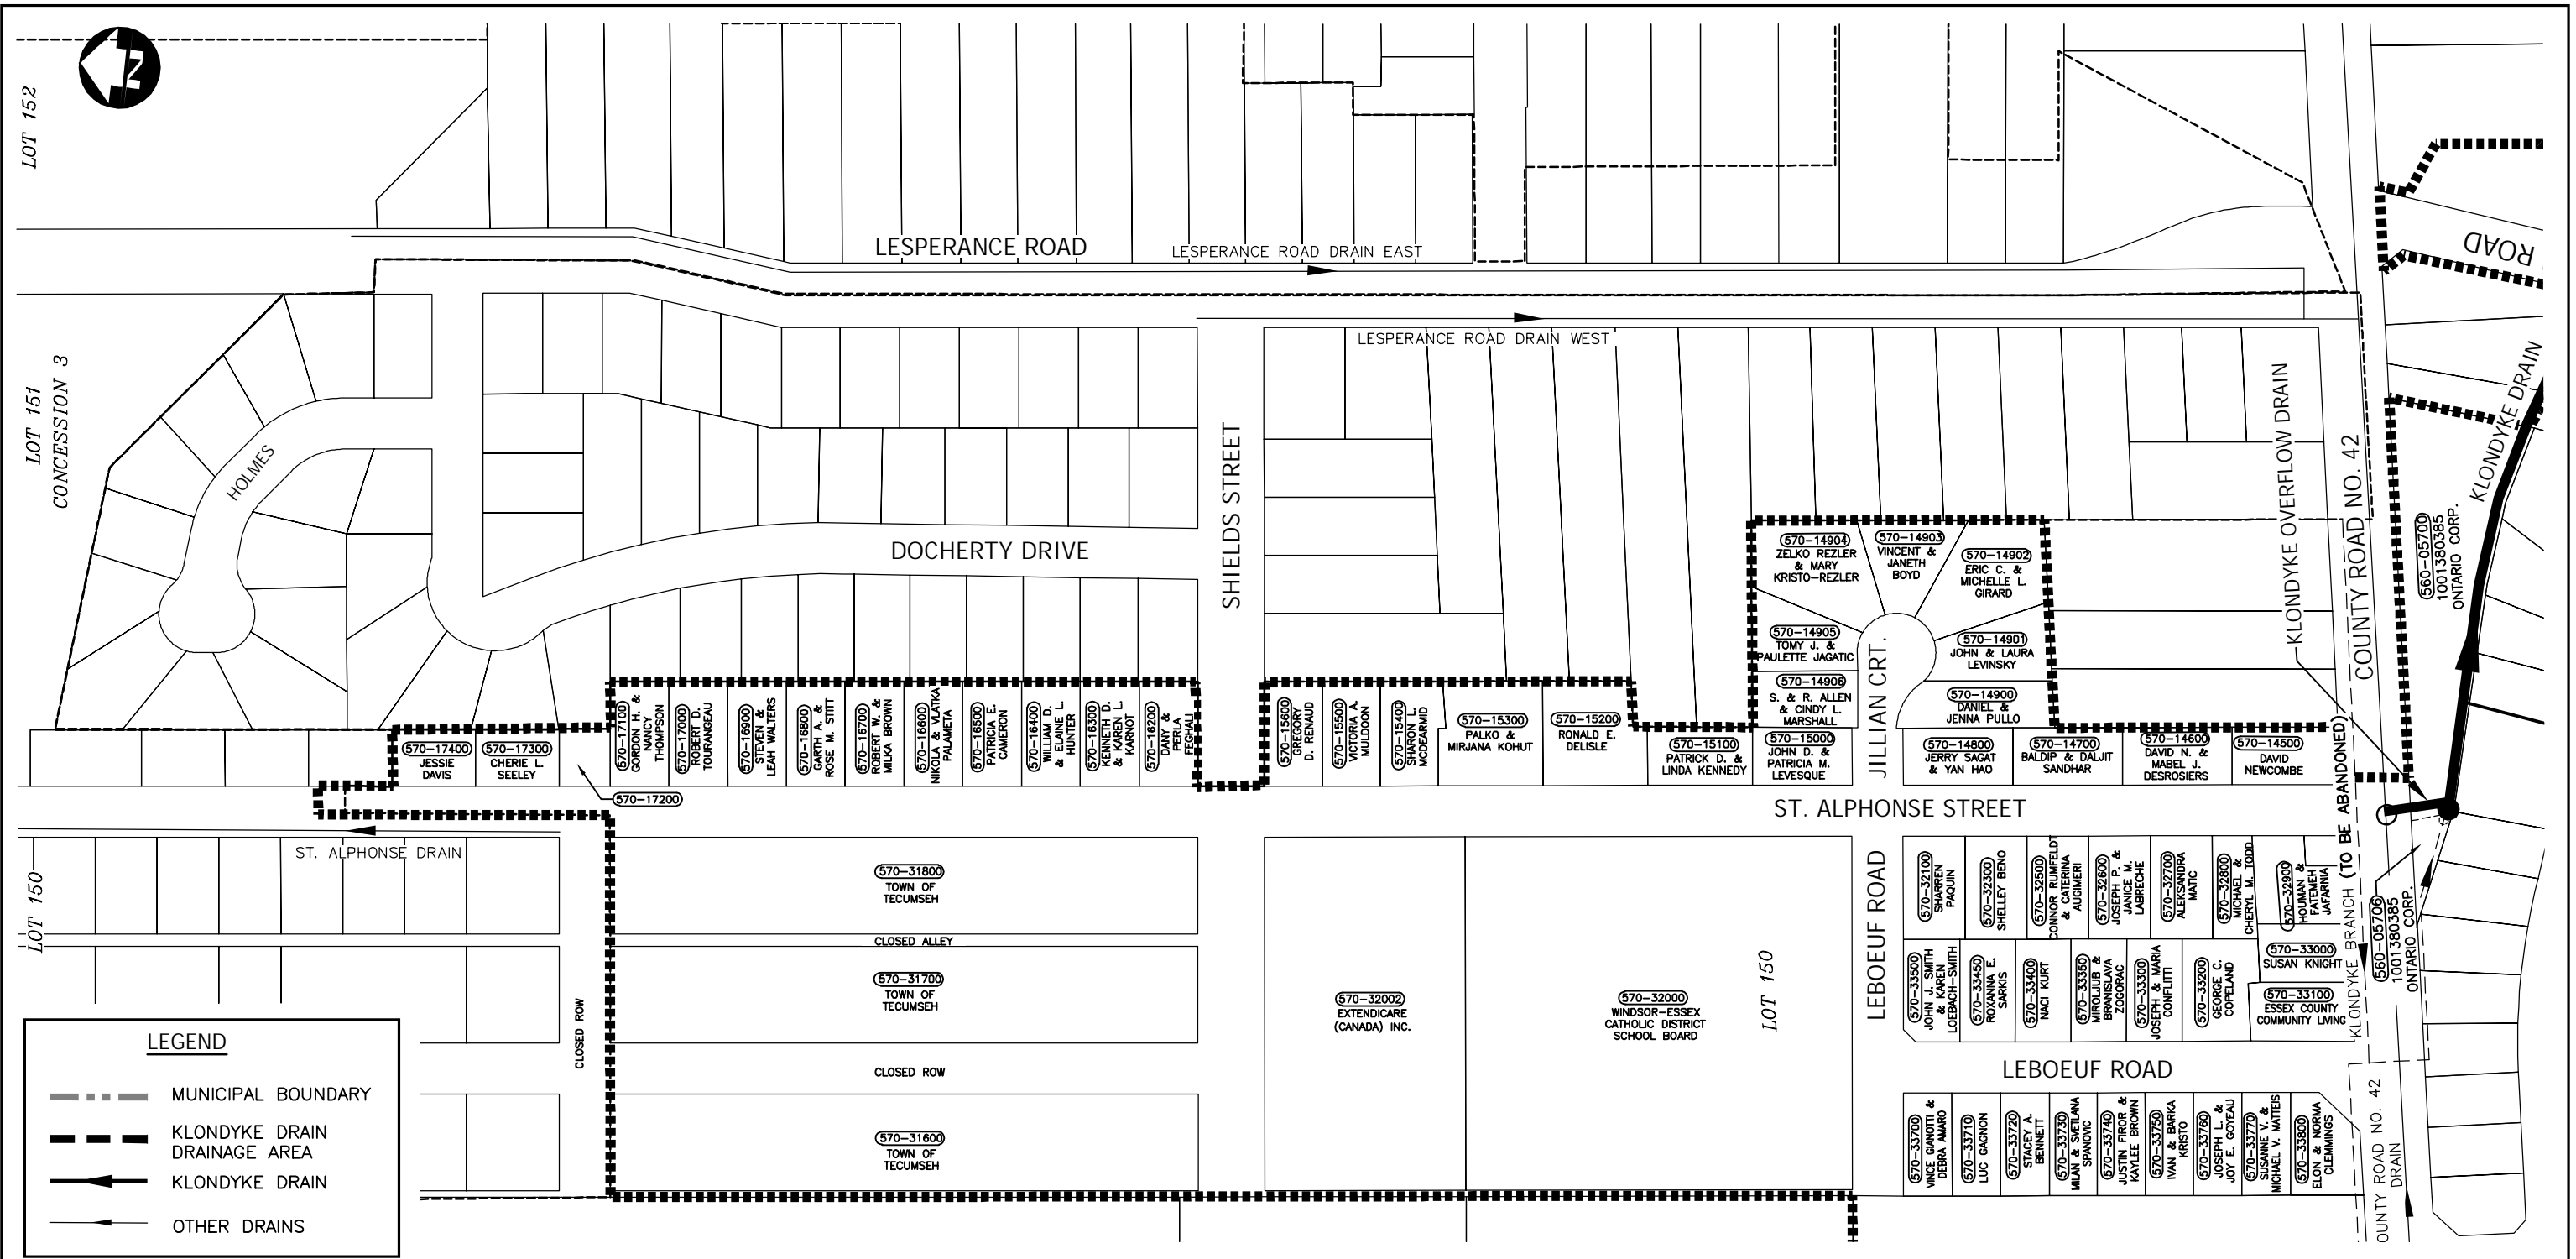 N
LOT 152
LOT 151
CONCESSION 3
LOT 150
LESPERANCE ROAD
LESPERANCE ROAD DRAIN EAST
LESPERANCE ROAD DRAIN WEST
ROAD
KLONDYKE DRAIN
HOLMES
DOCHERTY DRIVE
SHIELDS STREET
KLONDYKE OVERFLOW DRAIN
COUNTY ROAD NO. 42
560-05700
1001380385
ONTARIO CORP.
570-14904
ZELKO REZLER
& MARY
KRISTO-REZLER
570-14903
VINCENT &
JANETH
BOYD
570-14902
ERIC C. &
MICHELLE L.
GIRARD
570-14905
TOMY J. &
PAULETTE JAGATIC
570-14901
JOHN & LAURA
LEVINSKY
570-14906
S. & R. ALLEN
& CINDY L.
MARSHALL
570-14900
DANIEL &
JENNA PULLO
JILLIAN CRT.
570-17400
JESSIE
DAVIS
570-17300
CHERIE L.
SEELEY
570-17200
570-17100
GORDON H. &
NANCY
THOMPSON
570-17000
ROBERT D.
TOURANGEAU
570-16900
STEVEN &
LEAH WALTERS
570-16800
GARTH A. &
ROSE M. STITT
570-16700
ROBERT W. &
MILKA BROWN
570-16600
NIKOLA & VLATKA
PALAMETA
570-16500
PATRICIA E.
CAMERON
570-16400
WILLIAM D.
& ELAINE L.
HUNTER
570-16300
KENNETH D.
& KAREN L.
KARNOT
570-16200
DANY &
PERLA
FEGHALI
570-15600
GREGORY
D. RENAUD
570-15500
VICTORIA A.
MULDOON
570-15400
SHARON L.
MCDEARMID
570-15300
PALKO &
MIRJANA KOHUT
570-15200
RONALD E.
DELISLE
570-15100
PATRICK D. &
LINDA KENNEDY
570-15000
JOHN D. &
PATRICIA M.
LEVESQUE
570-14800
JERRY SAGAT
& YAN HAO
570-14700
BALDIP & DALJIT
SANDHAR
570-14600
DAVID N. &
MABEL J.
DESROSIERS
570-14500
DAVID
NEWCOMBE
ST. ALPHONSE STREET
ST. ALPHONSE DRAIN
KLONDYKE BRANCH (TO BE ABANDONED)
570-31800
TOWN OF
TECUMSEH
CLOSED ALLEY
570-31700
TOWN OF
TECUMSEH
CLOSED ROW
CLOSED ROW
570-31600
TOWN OF
TECUMSEH
570-32002
EXTENDICARE
(CANADA) INC.
570-32000
WINDSOR-ESSEX
CATHOLIC DISTRICT
SCHOOL BOARD
LOT 150
LEBOEUF ROAD
570-32100
SHARREN
PAQUIN
570-32300
SHELLEY BENO
570-32500
CONNOR RUMFELDT
& CATERINA
AUGIMERI
570-32600
JOSEPH P. &
JANICE M.
LABRECHE
570-32700
ALEKSANDRA
MATIC
570-32800
MICHAEL &
CHERYL M. TODD
570-32900
HOUMAN &
FATEMEH
JAFARNIA
560-05706
1001380385
ONTARIO CORP.
570-33500
JOHN J. SMITH
& KAREN
LOEBACH-SMITH
570-33450
ROXANNA E.
SARKIS
570-33400
NACI KURT
570-33350
MIROLJUB &
BRANISLAVA
ZOGORAC
570-33300
JOSEPH & MARIA
CONFLITTI
570-33200
GEORGE C.
COPELAND
570-33000
SUSAN KNIGHT
570-33100
ESSEX COUNTY
COMMUNITY LIVING
LEBOEUF ROAD
570-33700
VINCE GIANOTTI &
DEBRA AMARO
570-33710
LUC GAGNON
570-33720
STACEY A.
BENNETT
570-33730
MILAN & SVETLANA
SPANOVIC
570-33740
JUSTIN FIROR &
KAYLEE BROWN
570-33750
IVAN & BARKA
KRISTO
570-33760
JOSEPH L. &
JOY E. GOYEAU
570-33770
SUSANNE V. &
MICHAEL V. MATTEIS
570-33800
ELON & NORMA
CLEMMINGS
OUNTY ROAD NO. 42
DRAIN
LEGEND
MUNICIPAL BOUNDARY
KLONDYKE DRAIN
DRAINAGE AREA
KLONDYKE DRAIN
OTHER DRAINS